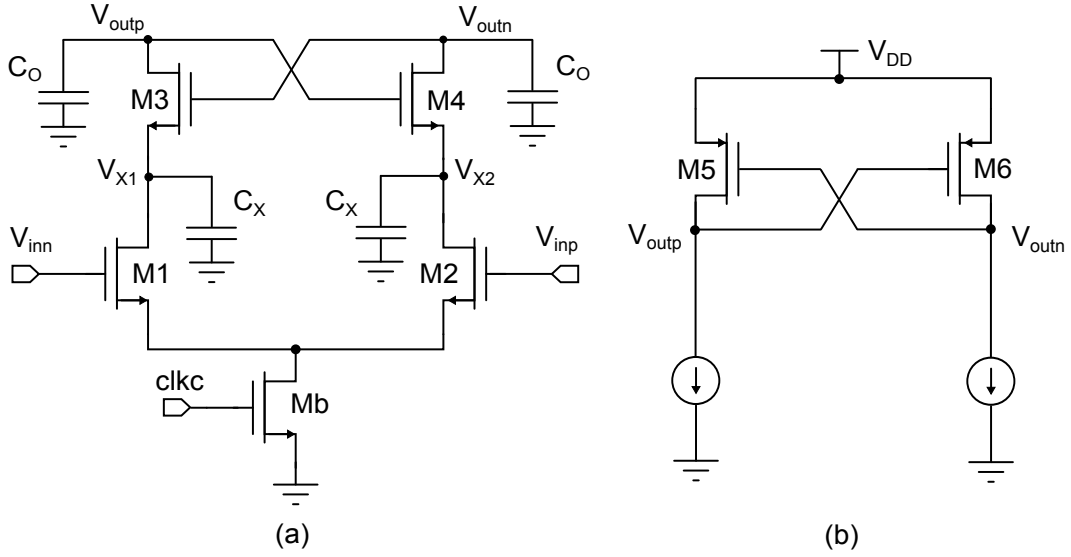 V_outp V_outn
C_O C_O V_DD
M3 M4
M5 M6
V_X1 V_X2
C_X C_X
V_inn V_inp V_outp V_outn
M1 M2
clkc
Mb
(a) (b)